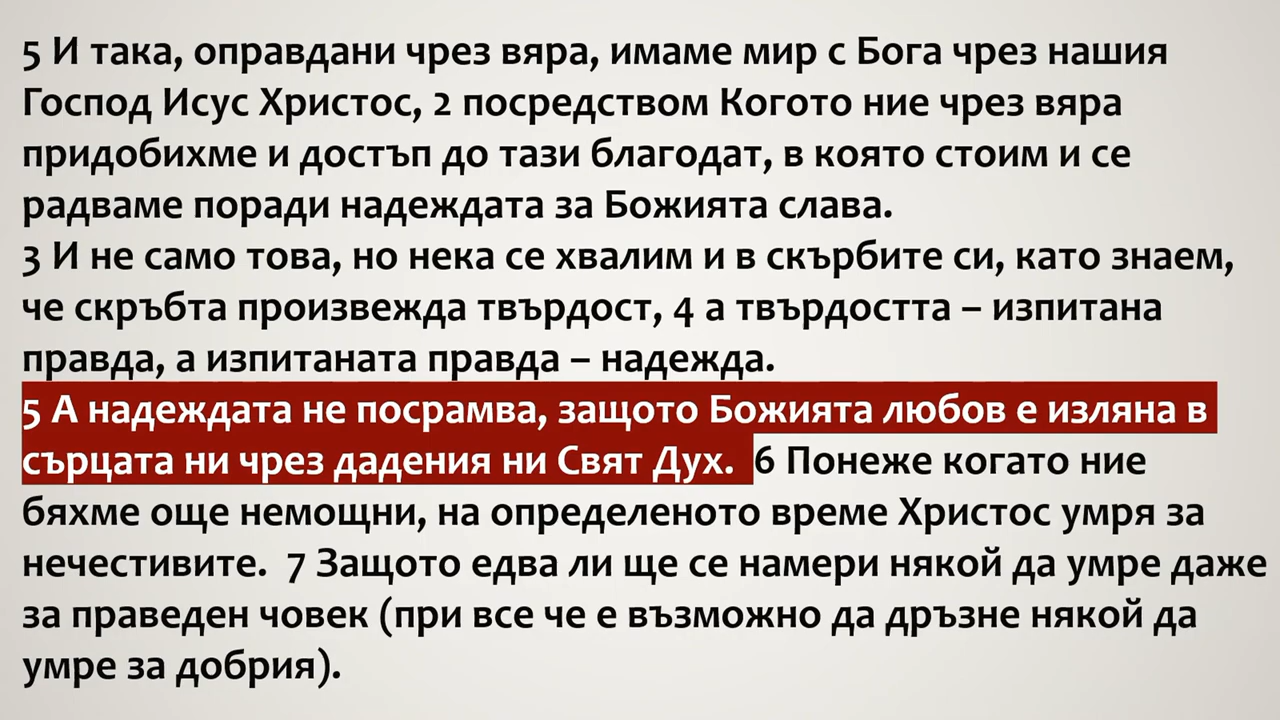 5 И така, оправдани чрез вяра, имаме мир с Бога чрез нашия
Господ Исус Христос, 2 посредством Когото ние чрез вяра
придобихме и достъп до тази благодат, в която стоим и се
радваме поради надеждата за Божията слава.
3 И не само това, но нека се хвалим и в скърбите си, като знаем,
че скръбта произвежда твърдост, 4 а твърдостта – изпитана
правда, а изпитаната правда – надежда.
5 А надеждата не посрамва, защото Божията любов е изляна в
сърцата ни чрез дадения ни Свят Дух. 6 Понеже когато ние
бяхме още немощни, на определеното време Христос умря за
нечестивите. 7 Защото едва ли ще се намери някой да умре даже
за праведен човек (при все че е възможно да дръзне някой да
умре за добрия).